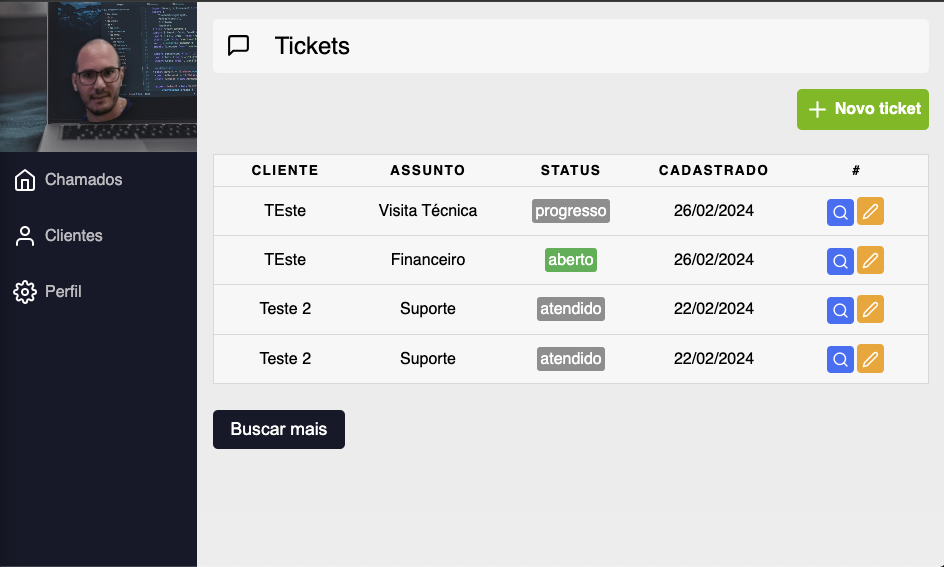 Tickets
Novo ticket
Chamados
Clientes
Perfil
CLIENTE ASSUNTO STATUS CADASTRADO #
TEste Visita Técnica progresso 26/02/2024
TEste Financeiro aberto 26/02/2024
Teste 2 Suporte atendido 22/02/2024
Teste 2 Suporte atendido 22/02/2024
Buscar mais